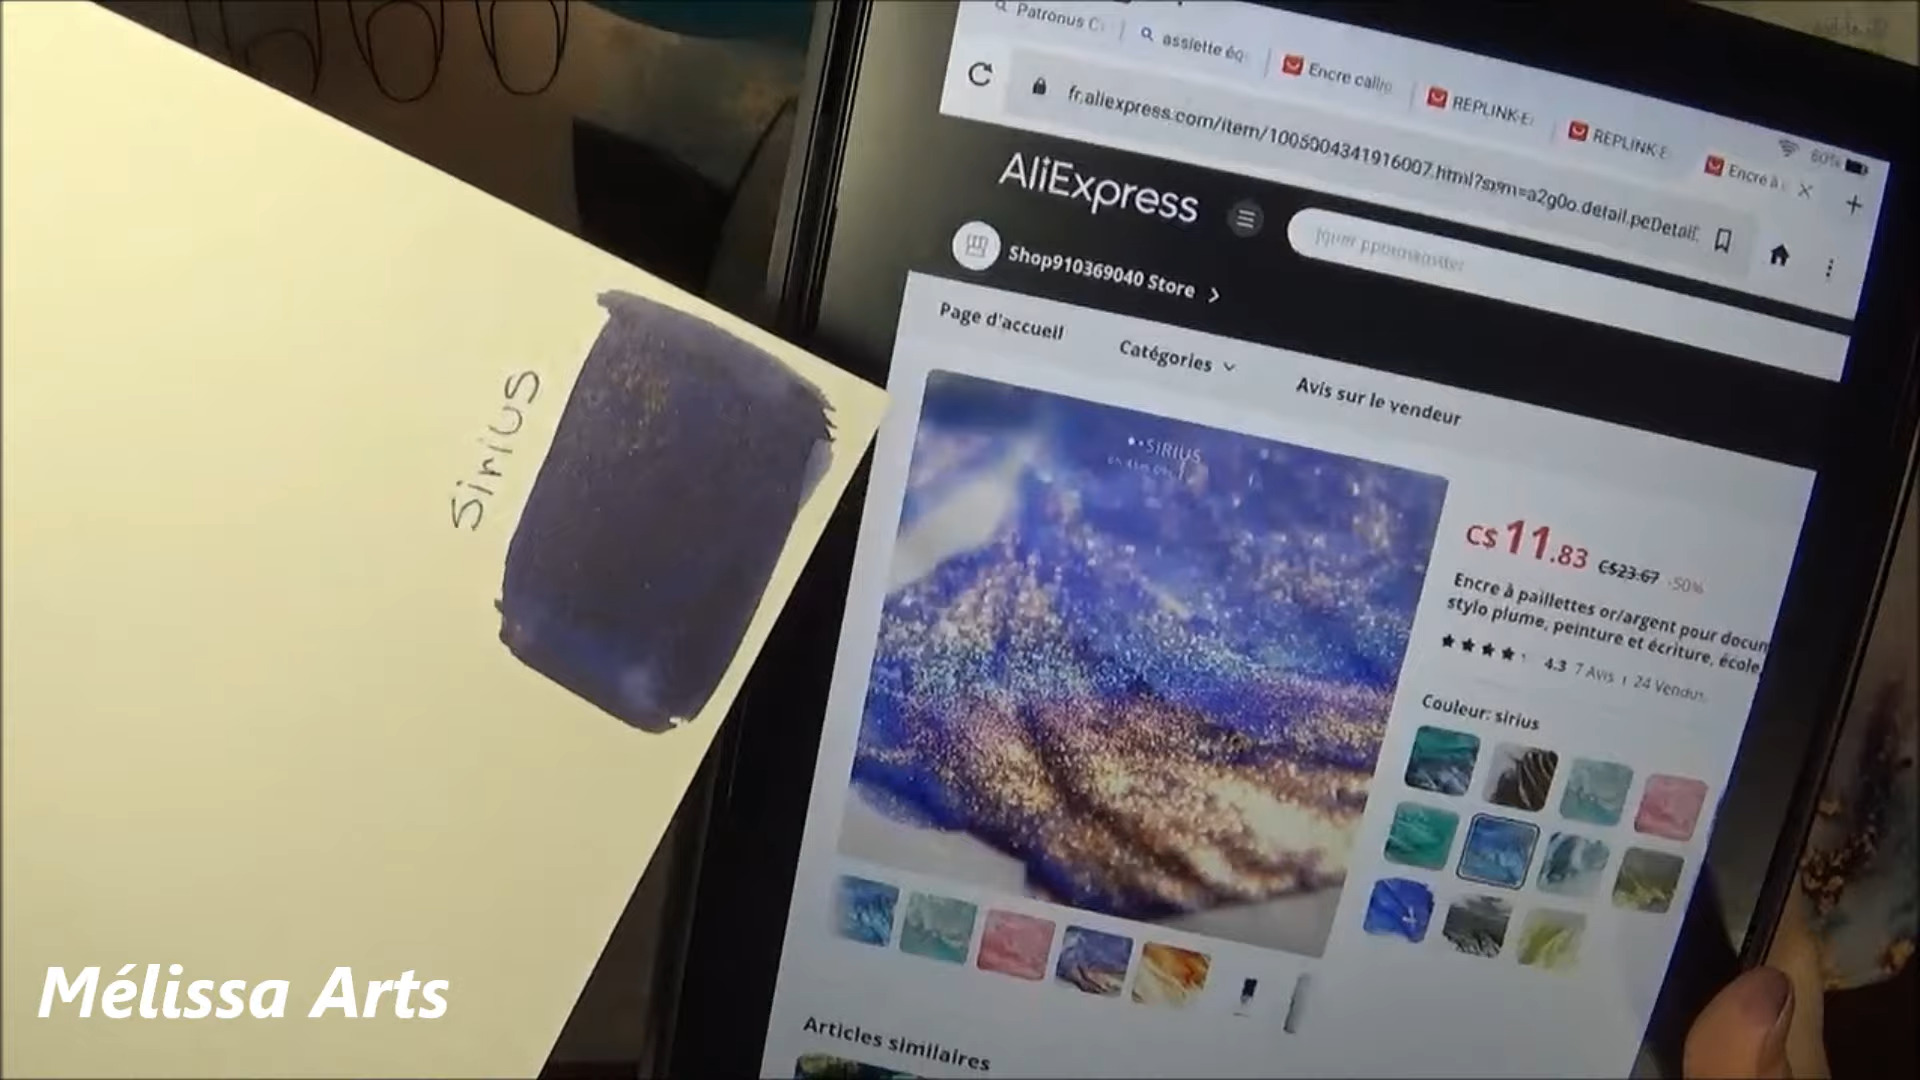 Patronus C
assiette éq
Encre callig
REPLINK-E
REPLINK-E
Encre à
60%
fr.aliexpress.com/item/1005004341916007.html?spm=a2g0o.detail.pcDetail
AliExpress
Shop910369040 Store
Page d'accueil
Catégories
Avis sur le vendeur
SIRIUS
Sirius
C$11.83 C$23.67 -50%
Encre à paillettes or/argent pour docum
stylo plume, peinture et écriture, école,
4.3 7 Avis 24 Vendus
Couleur: sirius
Articles similaires
Mélissa Arts